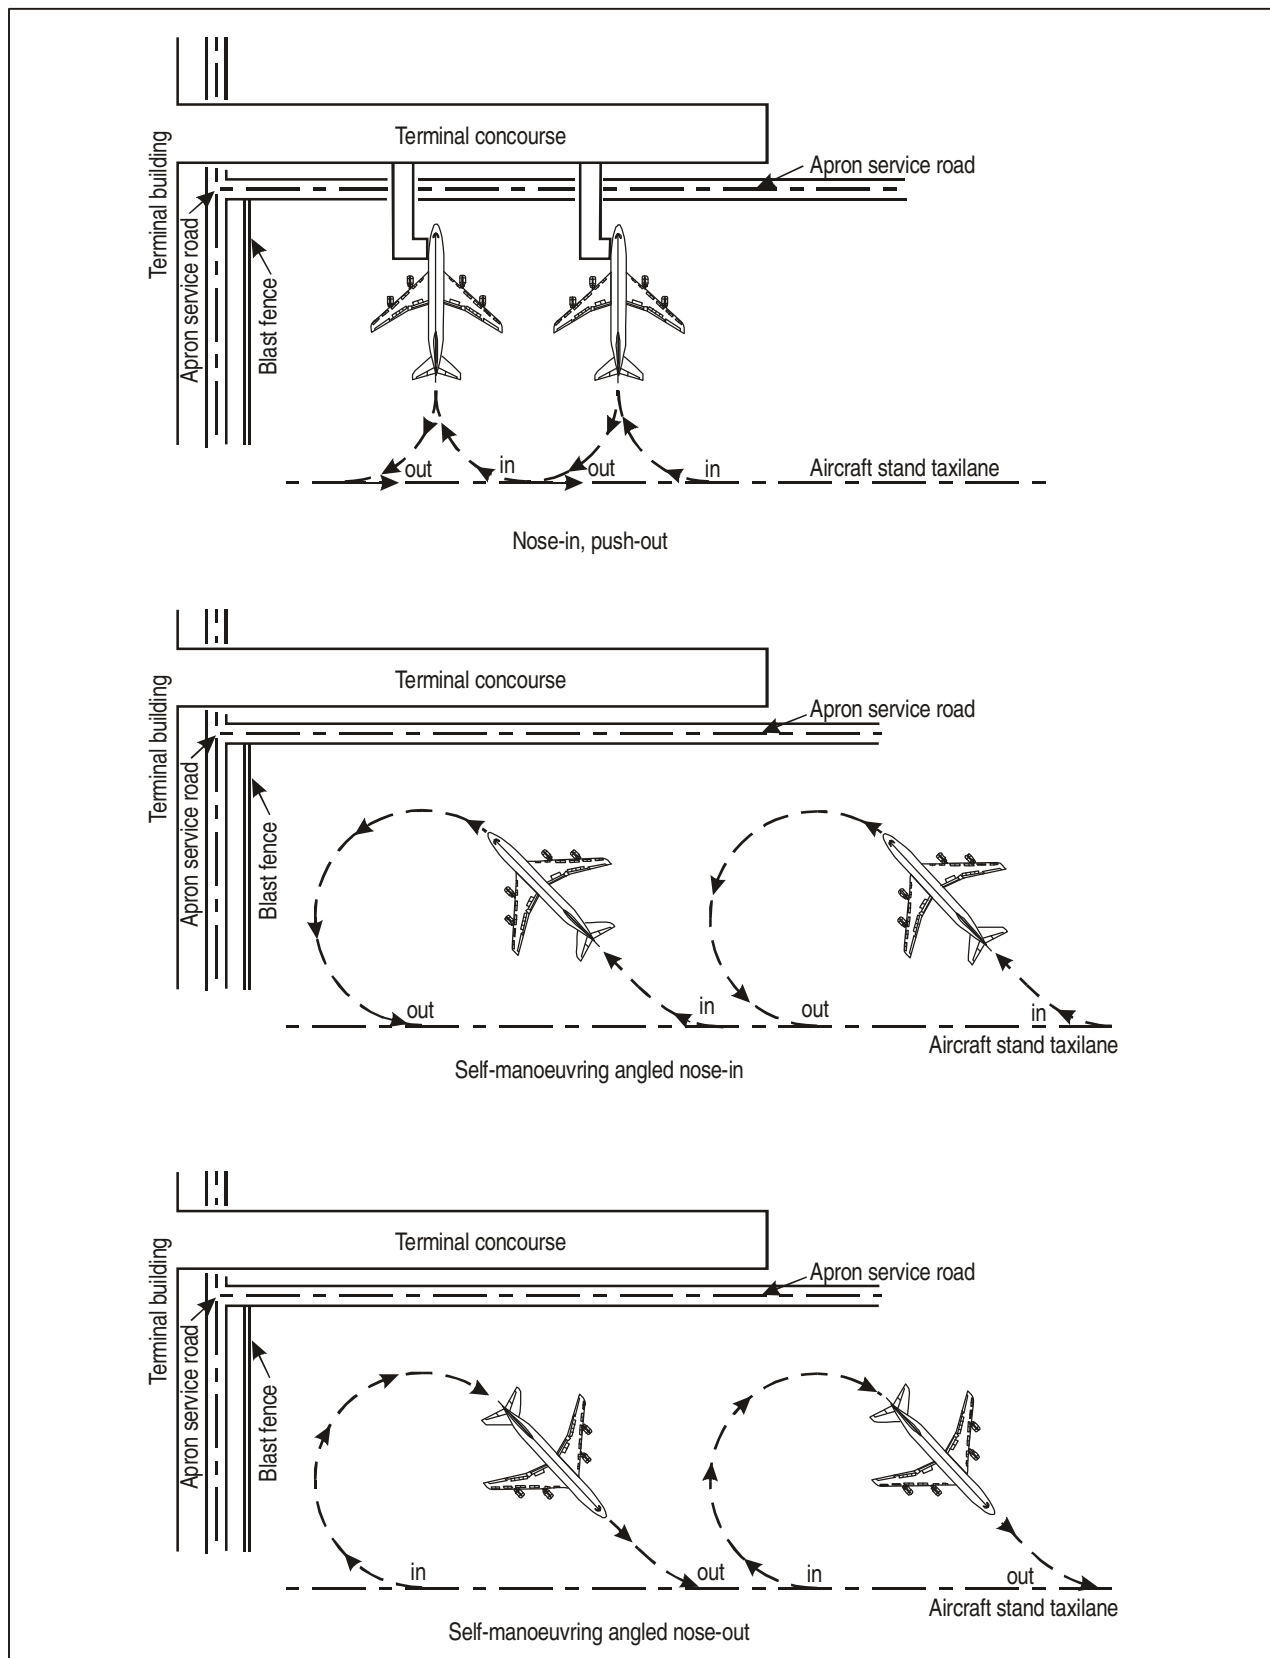 Terminal concourse
Apron service road
Terminal building
Apron service road
Blast fence
out
in
out
in
Aircraft stand taxilane
Nose-in, push-out
Terminal concourse
Apron service road
Terminal building
Apron service road
Blast fence
out
in
out
in
Aircraft stand taxilane
Self-manoeuvring angled nose-in
Terminal concourse
Apron service road
Terminal building
Apron service road
Blast fence
in
out
in
out
Aircraft stand taxilane
Self-manoeuvring angled nose-out